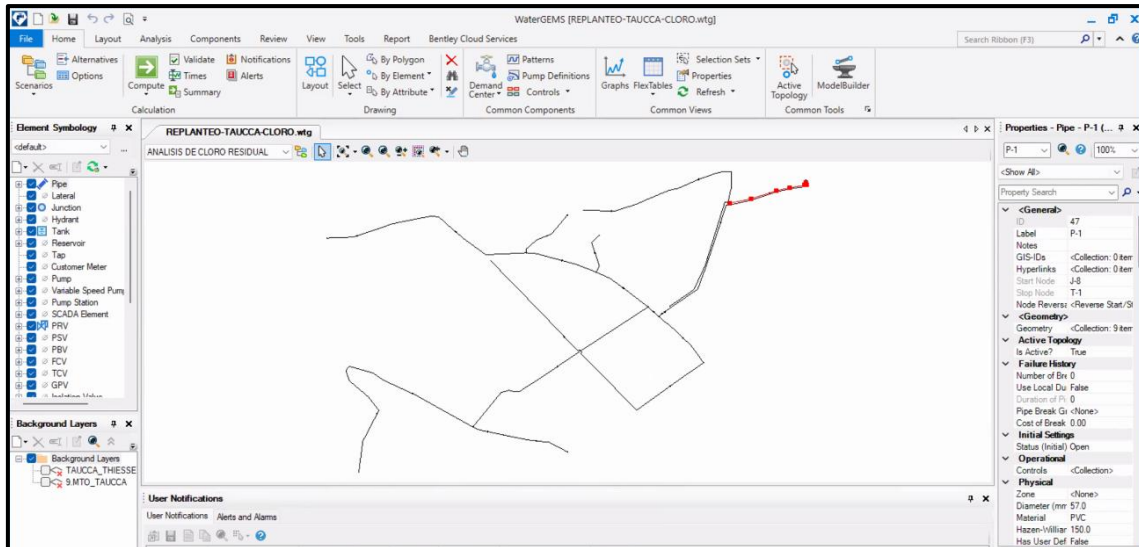 WaterGEMS [REPLANTEO-TAUCCA-CLORO.wtg]
File Home Layout Analysis Components Review View Tools Report Bentley Cloud Services
Search Ribbon (F3)
Scenarios
Alternatives
Options
Compute
Validate
Times
Summary
Notifications
Alerts
Calculation
Layout
Select
By Polygon
By Element
By Attribute
Drawing
Demand Center
Patterns
Pump Definitions
Controls
Common Components
Graphs
FlexTables
Selection Sets
Properties
Refresh
Common Views
Active Topology
ModelBuilder
Common Tools
Element Symbology
<default>
...
Pipe
Lateral
Junction
Hydrant
Tank
Reservoir
Tap
Customer Meter
Pump
Variable Speed Pump
Pump Station
SCADA Element
PRV
PSV
PBV
FCV
TCV
GPV
Background Layers
Background Layers
TAUCCA_THIESSE
9.MTO_TAUCCA
REPLANTEO-TAUCCA-CLORO.wtg
ANALISIS DE CLORO RESIDUAL
User Notifications
User Notifications Alerts and Alarms
Properties - Pipe - P-1 (...
P-1 100%
<Show All>
Property Search
<General>
ID 47
Label P-1
Notes
GIS-IDs <Collection: 0 item
Hyperlinks <Collection: 0 item
Start Node J-8
Stop Node T-1
Node Revers <Reverse Start/St
<Geometry>
Geometry <Collection: 9 item
Active Topology
Is Active? True
Failure History
Number of Bre 0
Use Local Du False
Duration of Pi 0
Pipe Break Gr <None>
Cost of Break 0.00
Initial Settings
Status (Initial) Open
Operational
Controls <Collection>
Physical
Zone <None>
Diameter (mm 57.0
Material PVC
Hazen-Williar 150.0
Has User Def False